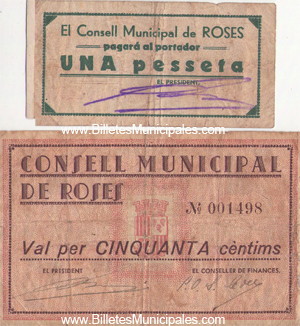 El Consell Municipal de ROSES
pagará al portador
UNA pesseta
EL PRESIDENT,
www.BilletesMunicipales.com
CONSELL MUNICIPAL
DE ROSES
№ 001498
Val per CINQUANTA cèntims
EL PRESIDENT
EL CONSELLER DE FINANCES.
www.BilletesMunicipales.com